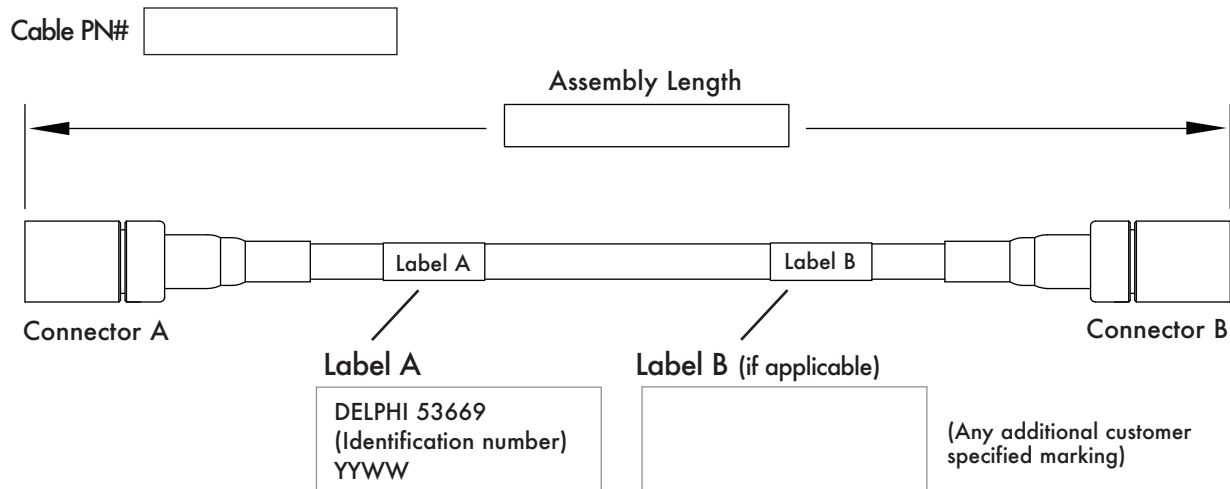 Cable PN#
Assembly Length
Label A
Label B
Connector A
Connector B
Label A
Label B (if applicable)
DELPHI 53669
(Identification number)
YYWW
(Any additional customer
specified marking)